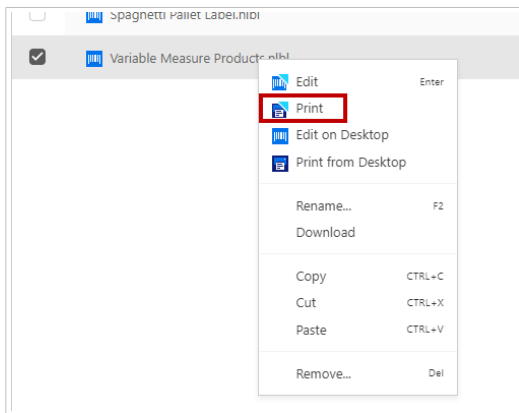 Spaghetti Pallet Label.nlbl
Variable Measure Products.nlbl
Edit Enter
Print
Edit on Desktop
Print from Desktop
Rename... F2
Download
Copy CTRL+C
Cut CTRL+X
Paste CTRL+V
Remove... Del